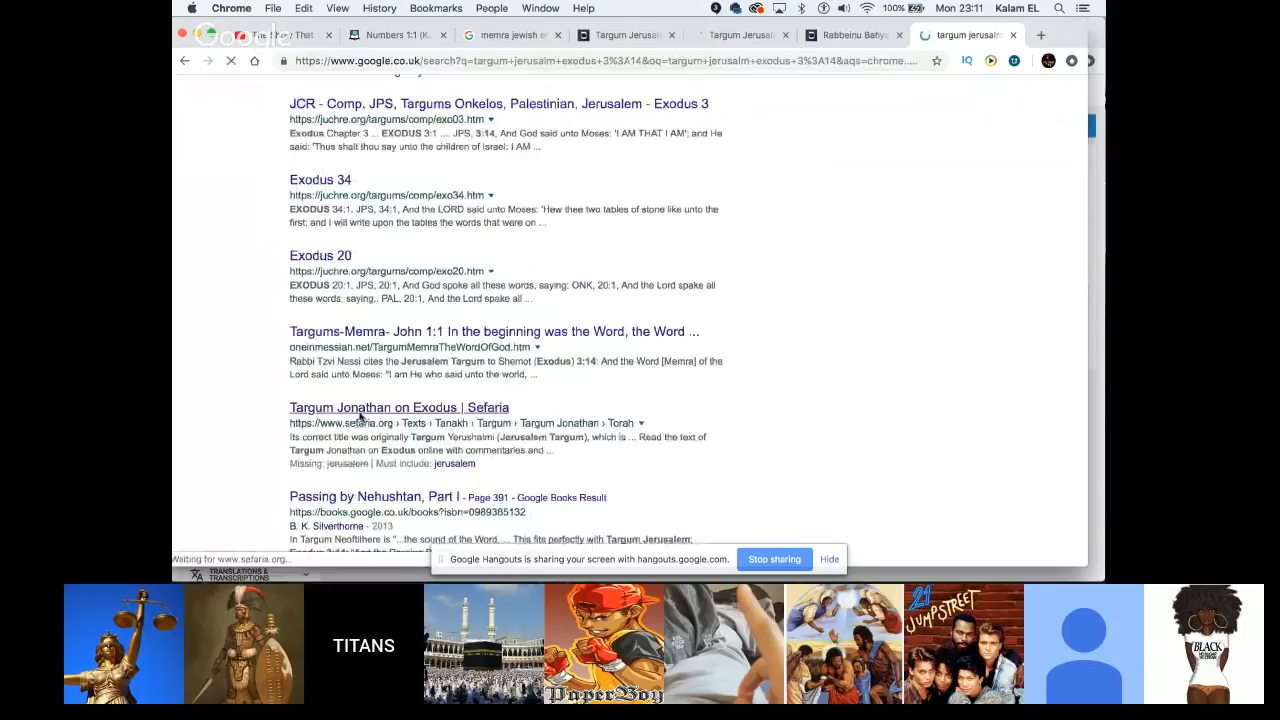 Chrome File Edit View History Bookmarks People Window Help 100% Mon 23:11 Kalam EL
Google
The Show That Numbers 1:1 (K memra jewish e Targum Jerusal Targum Jerusale Rabbeinu Bahya targum jerusalm
https://www.google.co.uk/search?q=targum+jerusalm+exodus+3%3A14&oq=targum+jerusalm+exodus+3%3A14&aqs=chrome.....
JCR - Comp. JPS, Targums Onkelos, Palestinian, Jerusalem - Exodus 3
https://juchre.org/targums/comp/exo03.htm
Exodus Chapter 3 ... EXODUS 3:1 .... JPS, 3:14, And God said unto Moses: 'I AM THAT I AM'; and He
said: 'Thus shalt thou say unto the children of Israel: I AM ...
Exodus 34
https://juchre.org/targums/comp/exo34.htm
EXODUS 34:1. JPS, 34:1, And the LORD said unto Moses: 'Hew thee two tables of stone like unto the
first; and I will write upon the tables the words that were on ...
Exodus 20
https://juchre.org/targums/comp/exo20.htm
EXODUS 20:1. JPS, 20:1, And God spoke all these words, saying: ONK, 20:1, And the Lord spake all
these words, saying,. PAL, 20:1, And the Lord spake all ...
Targums-Memra- John 1:1 In the beginning was the Word, the Word ...
oneinmessiah.net/TargumMemraTheWordOfGod.htm
Rabbi Tzvi Nassi cites the Jerusalem Targum to Shemot (Exodus) 3:14: And the Word [Memra] of the
Lord said unto Moses: "I am He who said unto the world, ...
Targum Jonathan on Exodus | Sefaria
https://www.sefaria.org › Texts › Tanakh › Targum › Targum Jonathan › Torah
Its correct title was originally Targum Yerushalmi (Jerusalem Targum), which is ... Read the text of
Targum Jonathan on Exodus online with commentaries and ...
Missing: jerusalem | Must include: jerusalem
Passing by Nehushtan, Part I - Page 391 - Google Books Result
https://books.google.co.uk/books?isbn=0989385132
B. K. Silverthorne - 2013
In Targum Neofitithere is "...the sound of the Word, ... This fits perfectly with Targum Jerusalem;
Waiting for www.sefaria.org...
Google Hangouts is sharing your screen with hangouts.google.com. Stop sharing Hide
TRANSLATIONS &
TRANSCRIPTIONS
TITANS
PaperBoy
21
JUMPSTREET
BLACK